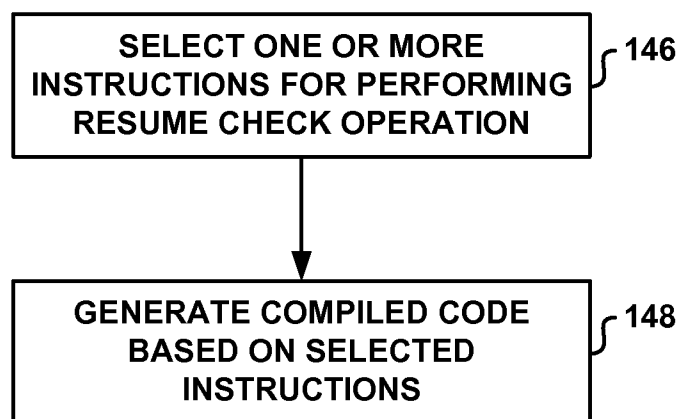 SELECT ONE OR MORE
INSTRUCTIONS FOR PERFORMING
RESUME CHECK OPERATION
146
GENERATE COMPILED CODE
BASED ON SELECTED
INSTRUCTIONS
148